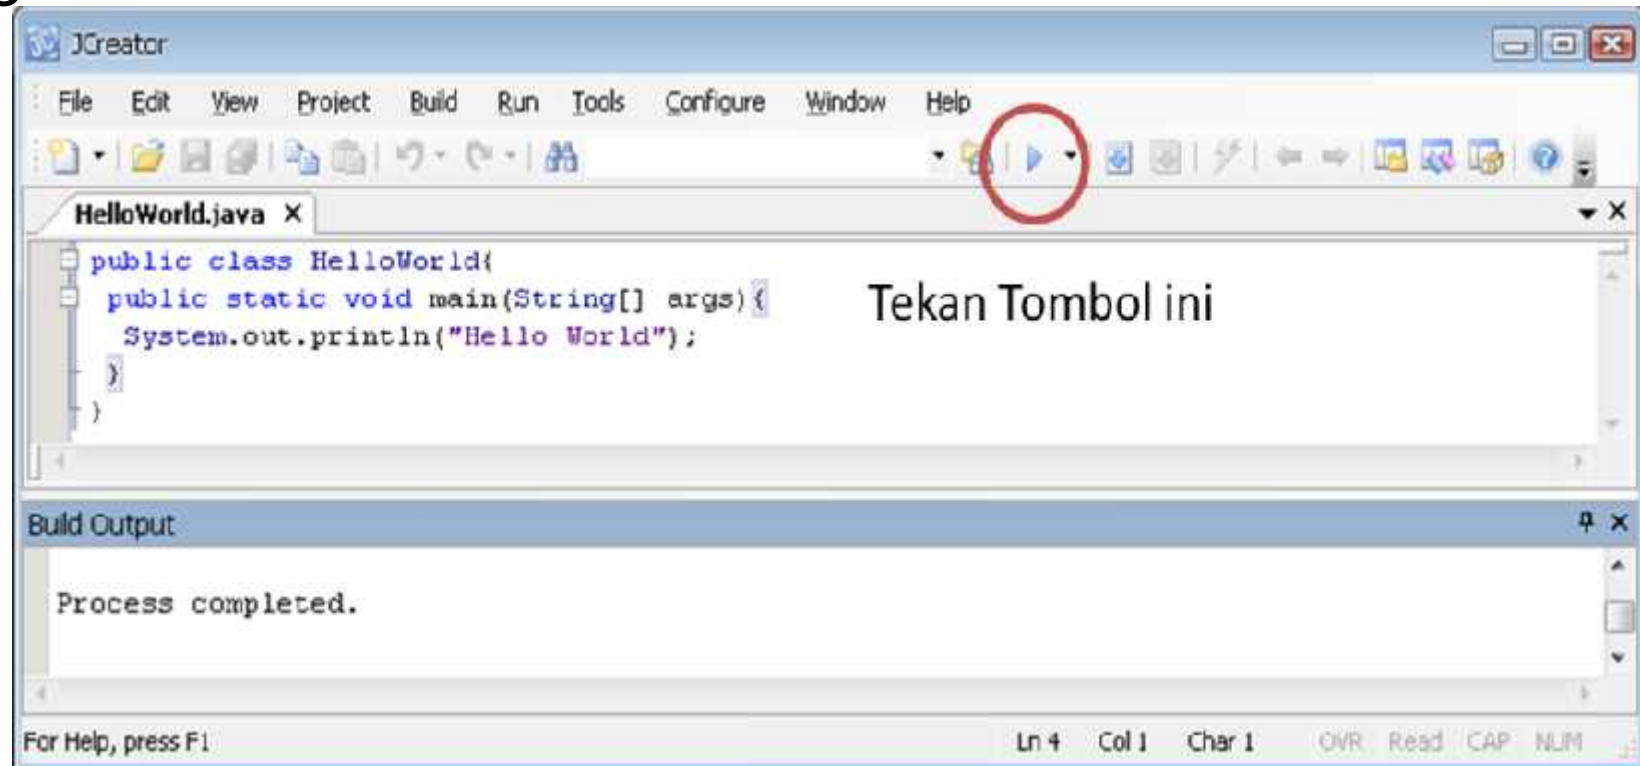 JCreator
File Edit View Project Build Run Tools Configure Window Help
HelloWorld.java
public class HelloWorld{
public static void main(String[] args){
System.out.println("Hello World");
}
}
Tekan Tombol ini
Build Output
Process completed.
For Help, press F1 Ln 4 Col 1 Char 1 OVR Read CAP NUM